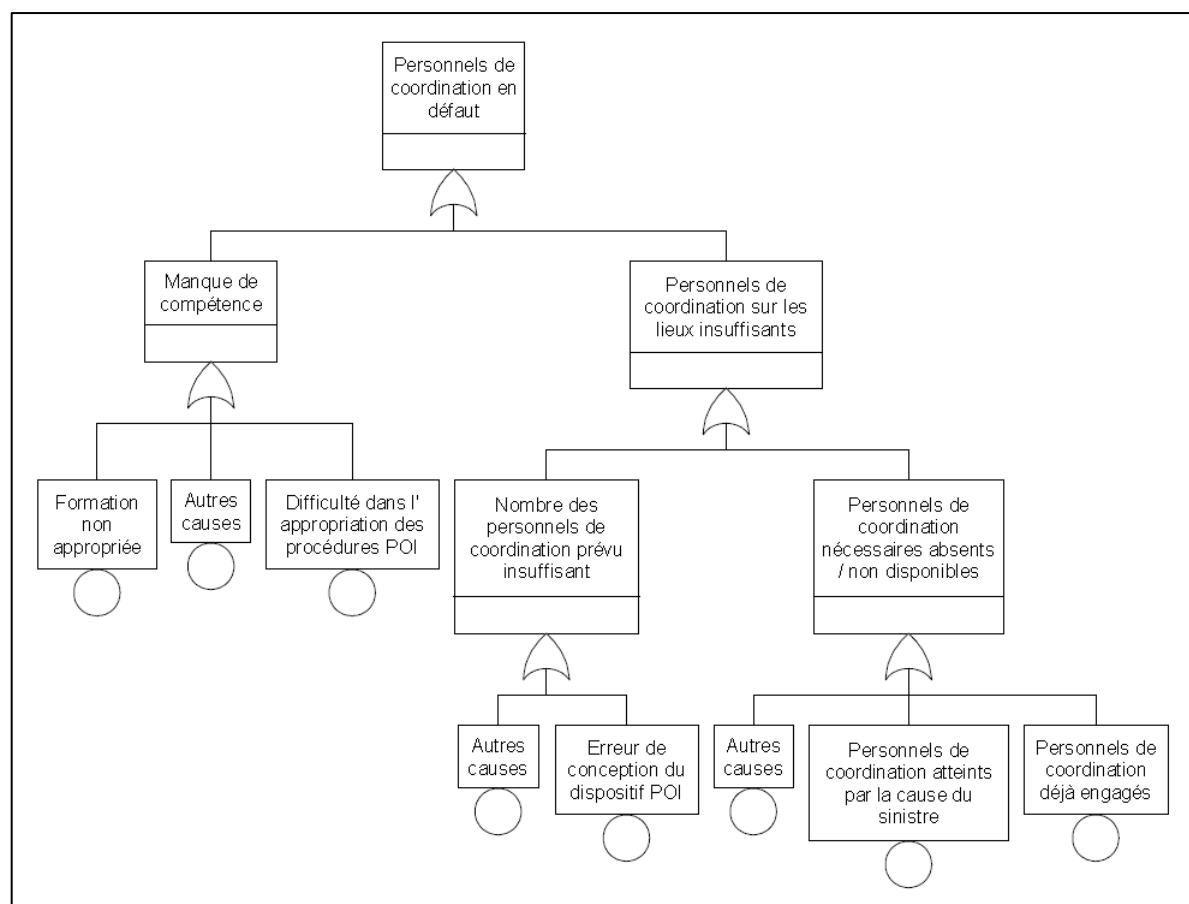 Personnels de
coordination en
défaut
Manque de
compétence
Personnels de
coordination sur les
lieux insuffisants
Formation
non
appropriée
Autres
causes
Difficulté dans l'
appropriation des
procédures POI
Nombre des
personnels de
coordination prévu
insuffisant
Personnels de
coordination
nécessaires absents
/ non disponibles
Autres
causes
Erreur de
conception du
dispositif POI
Autres
causes
Personnels de
coordination atteints
par la cause du
sinistre
Personnels de
coordination
déjà engagés